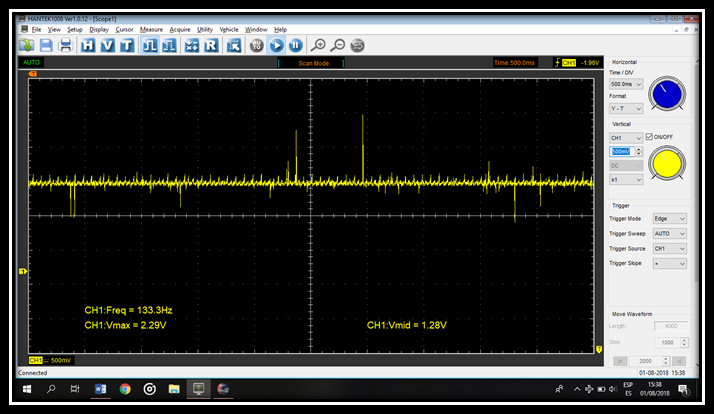 HANTEK1008 Ver1.0.12 - [Scope1]
File View Setup Display Cursor Measure Acquire Utility Vehicle Window Help
H V T R
AUTO [ Scan Mode ] Time:500.0ms CH1 -1.96V
T
Horizontal
Time / DIV
500.0ms
Format
Y - T
Vertical
CH1 ON/OFF
500mV
DC
x1
Trigger
Trigger Mode Edge
Trigger Sweep AUTO
Trigger Source CH1
Trigger Slope +
1
CH1:Freq = 133.3Hz
CH1:Vmax = 2.29V CH1:Vmid = 1.28V
T
Move Waveform
Length 4000
Step 1000
2000
CH1 500mV
Connected 01-08-2018 15:38
ESP 15:38
ES 01/08/2018